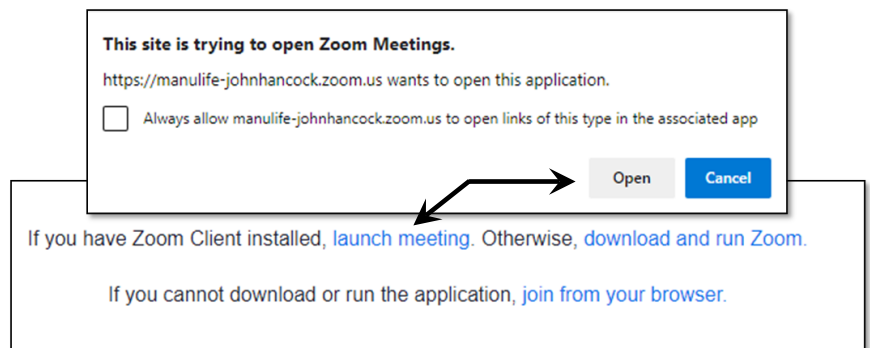 This site is trying to open Zoom Meetings.
https://manulife-johnhancock.zoom.us wants to open this application.
Always allow manulife-johnhancock.zoom.us to open links of this type in the associated app
Open Cancel
If you have Zoom Client installed, launch meeting. Otherwise, download and run Zoom.
If you cannot download or run the application, join from your browser.